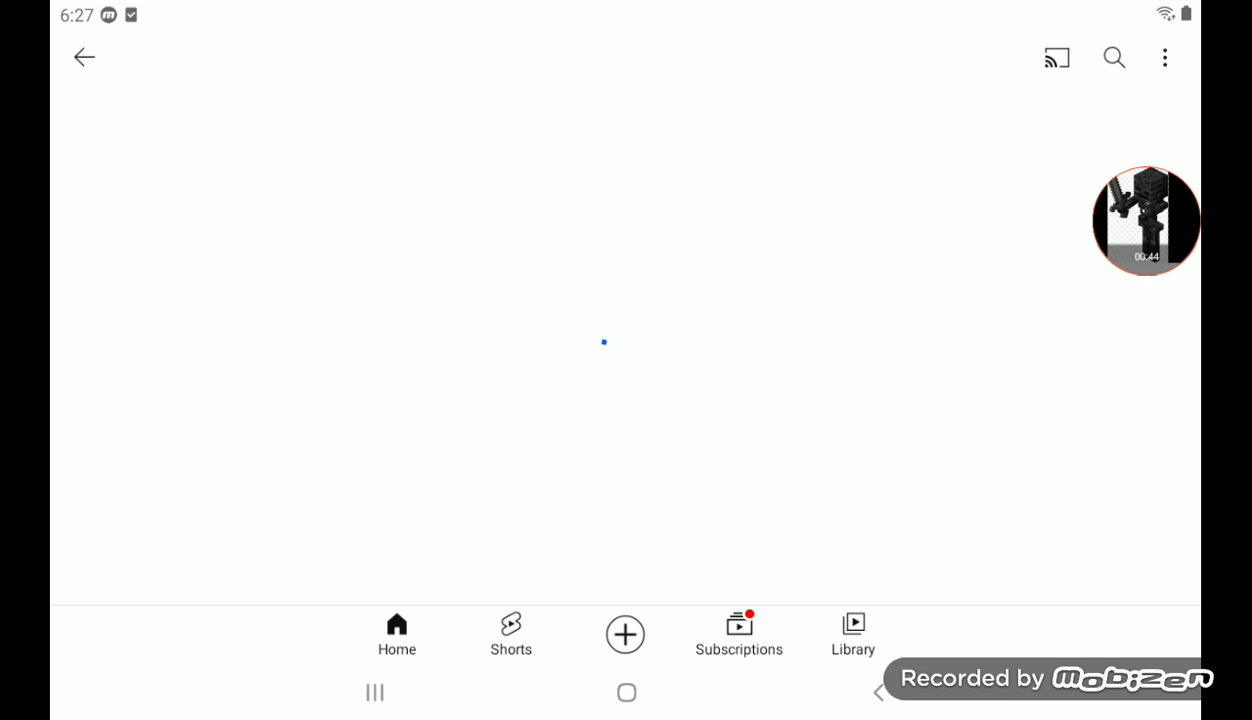 6:27
00:44
Home
Shorts
Subscriptions
Library
Recorded by mobizen